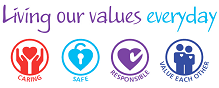 Living our values everyday
CARING
SAFE
RESPONSIBLE
VALUE EACH OTHER